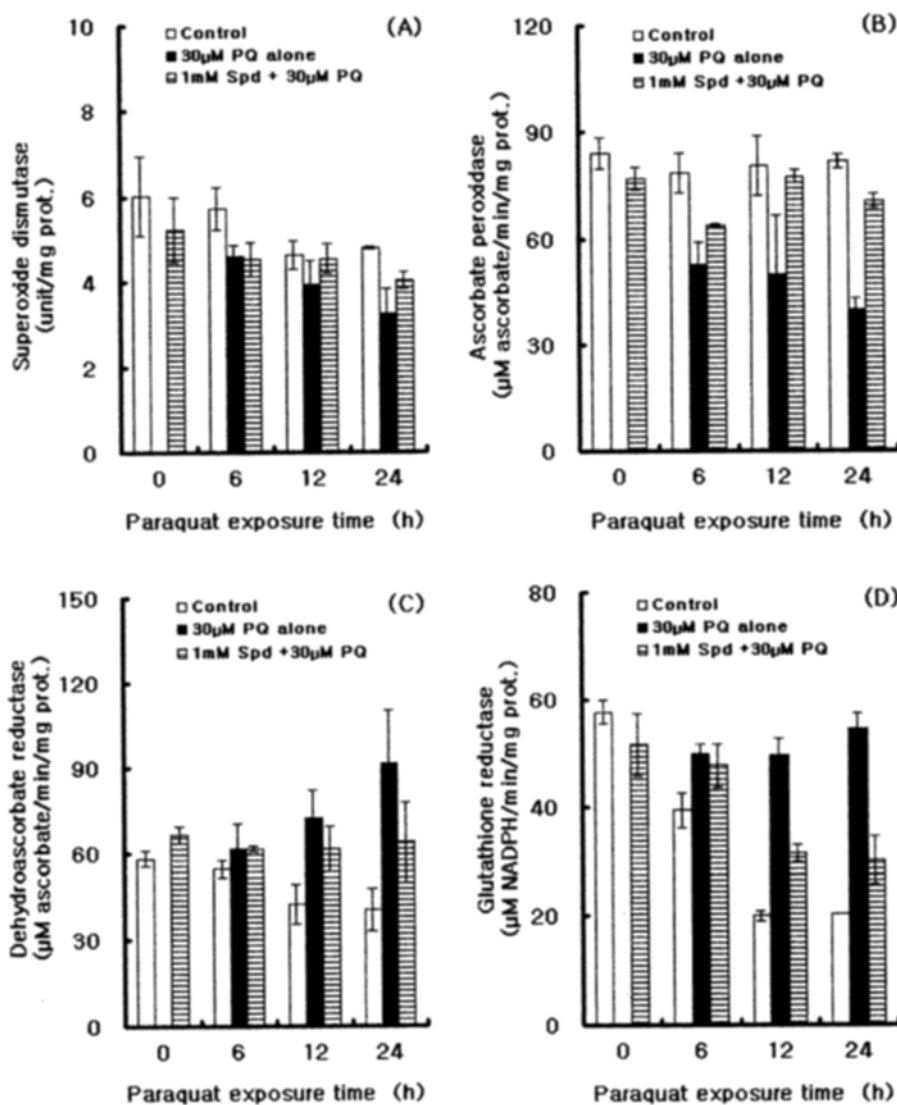 (A)
Control
30µM PQ alone
1mM Spd + 30µM PQ
Superoxide dismutase
(unit/mg prot.)
10
8
6
4
2
0
0 6 12 24
Paraquat exposure time (h)
(B)
Control
30µM PQ alone
1mM Spd +30µM PQ
Ascorbate peroxidase
(µM ascorbate/min/mg prot.)
120
90
60
30
0
0 6 12 24
Paraquat exposure time (h)
(C)
Control
30µM PQ alone
1mM Spd +30µM PQ
Dehydroascorbate reductase
(µM ascorbate/min/mg prot.)
150
120
90
60
30
0
0 6 12 24
Paraquat exposure time (h)
(D)
Control
30µM PQ alone
1mM Spd +30µM PQ
Glutathione reductase
(µM NADPH/min/mg prot.)
80
60
40
20
0
0 6 12 24
Paraquat exposure time (h)